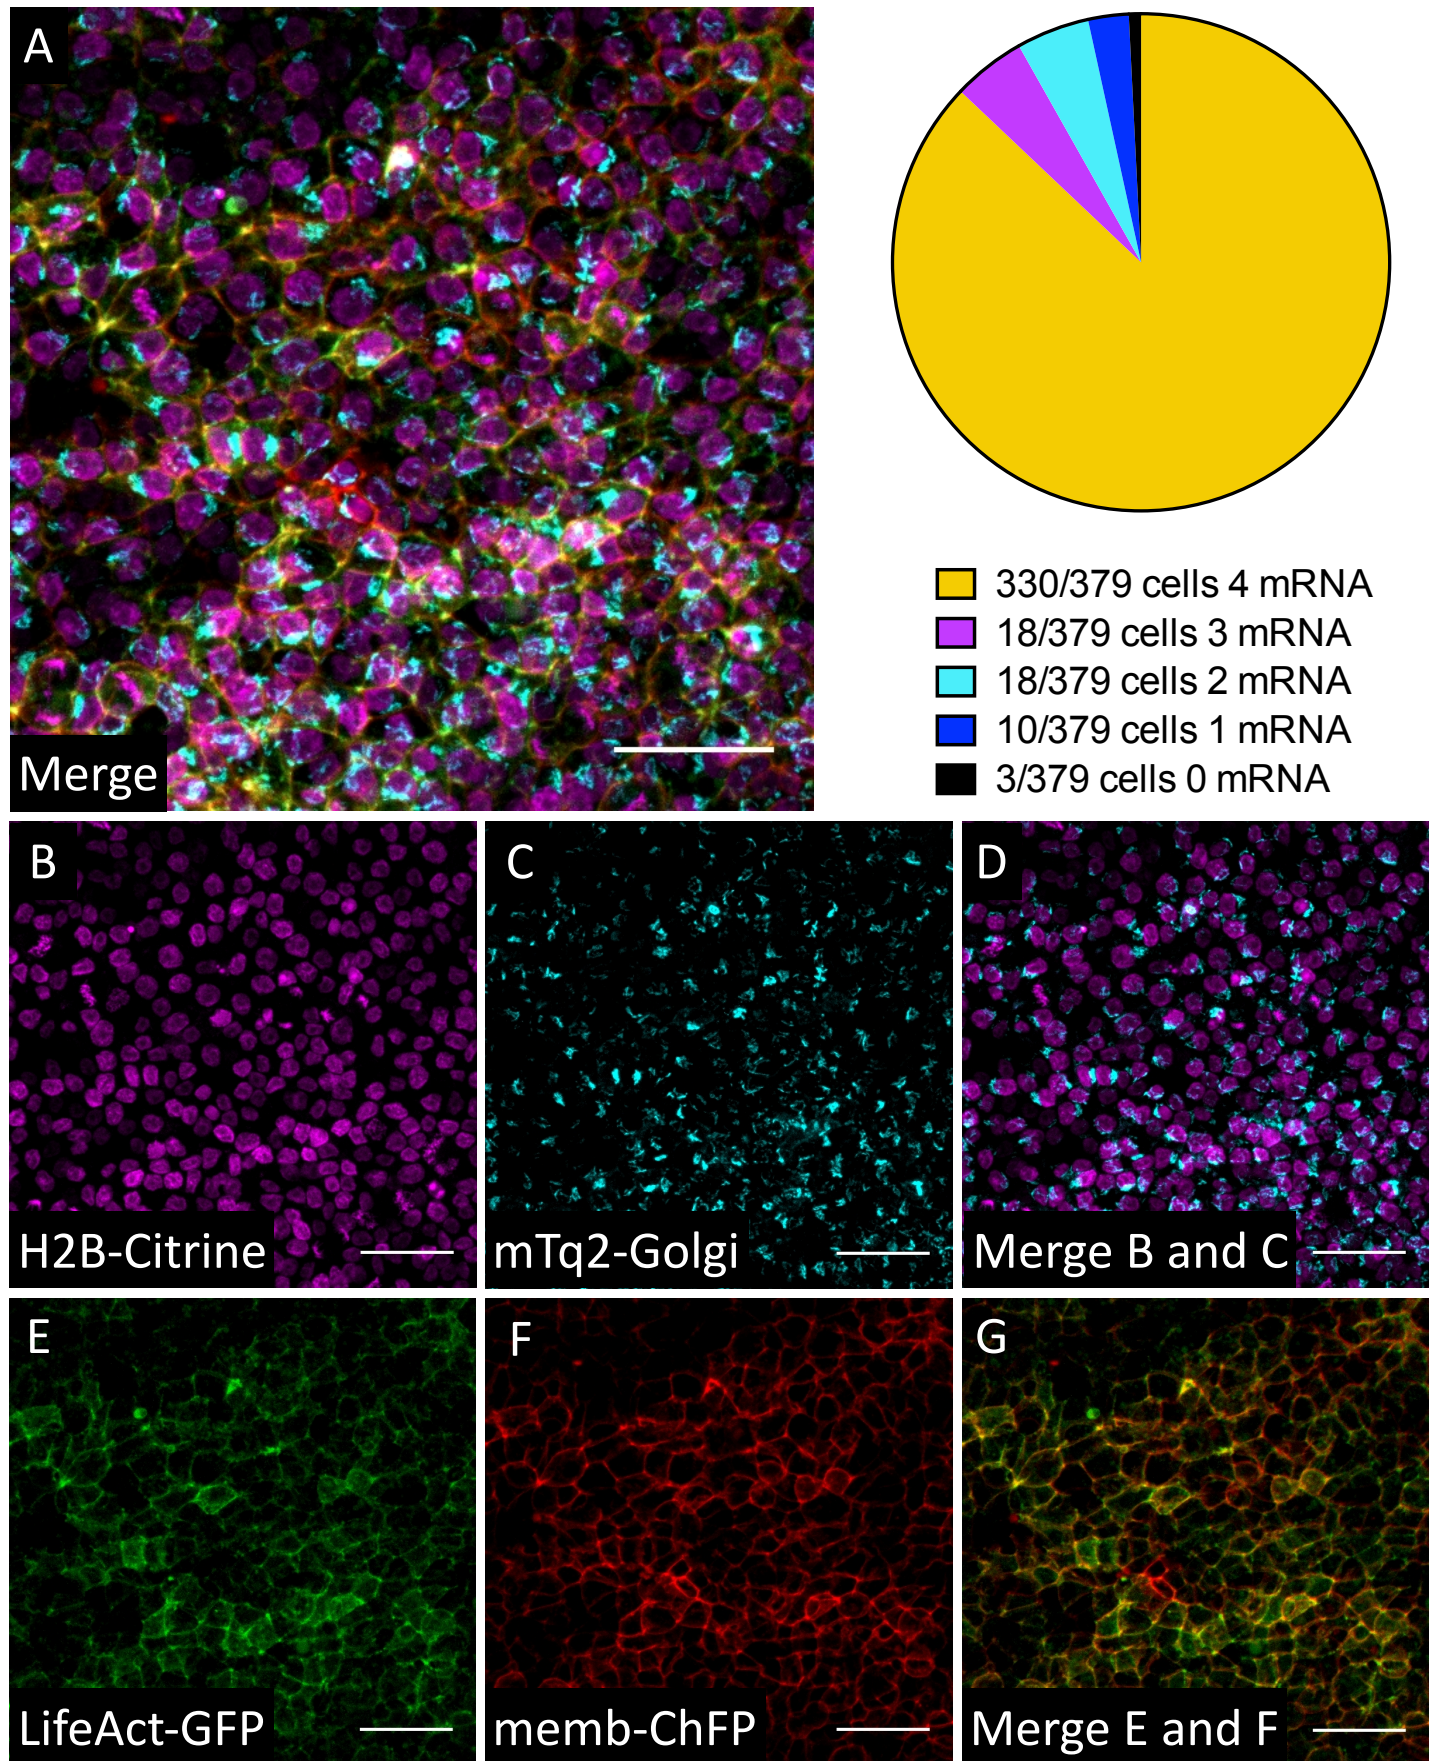 A
Merge
330/379 cells 4 mRNA
18/379 cells 3 mRNA
18/379 cells 2 mRNA
10/379 cells 1 mRNA
3/379 cells 0 mRNA
B
H2B-Citrine
C
mTq2-Golgi
D
Merge B and C
E
LifeAct-GFP
F
memb-ChFP
G
Merge E and F